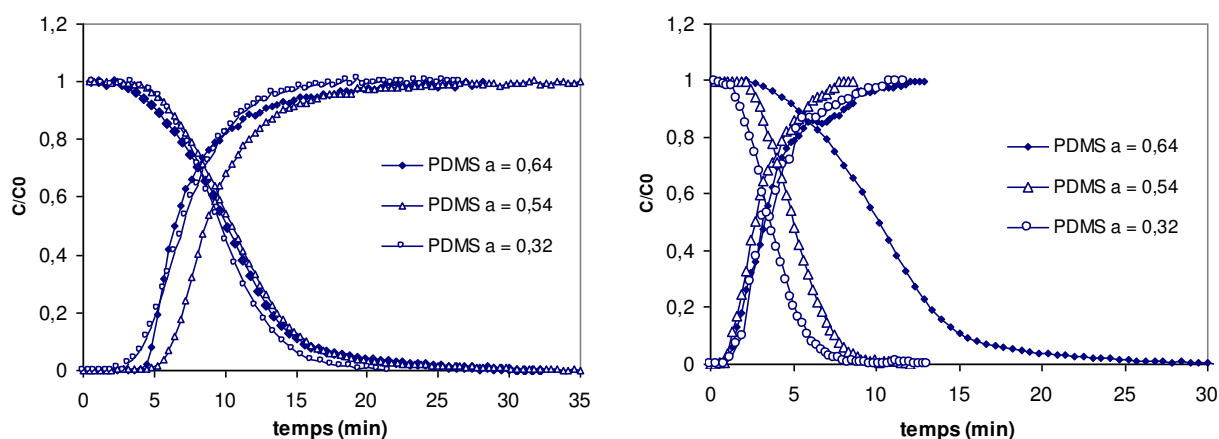 1,2
1
0,8
0,6
0,4
0,2
0
C/C0
0 5 10 15 20 25 30 35
temps (min)
PDMS a = 0,64
PDMS a = 0,54
PDMS a = 0,32
1,2
1
0,8
0,6
0,4
0,2
0
C/C0
0 5 10 15 20 25 30
temps (min)
PDMS a = 0,64
PDMS a = 0,54
PDMS a = 0,32